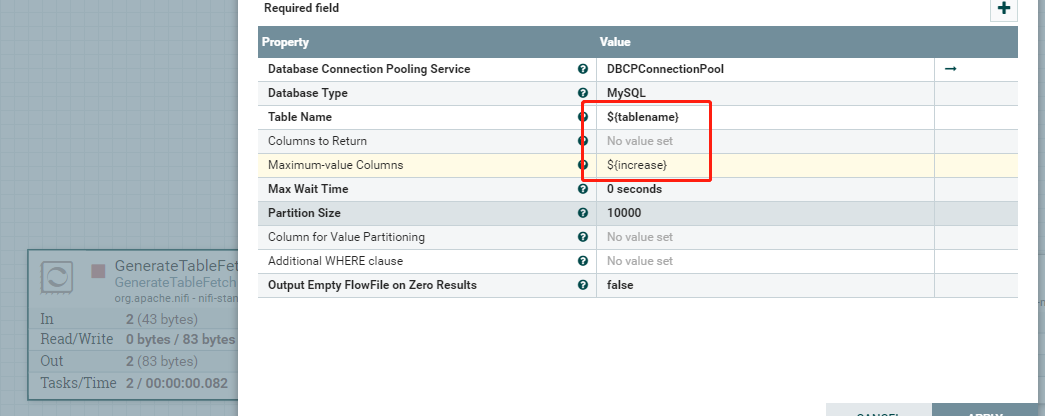 Required field
Property Value
Database Connection Pooling Service DBCPConnectionPool
Database Type MySQL
Table Name ${tablename}
Columns to Return No value set
Maximum-value Columns ${increase}
Max Wait Time 0 seconds
Partition Size 10000
Column for Value Partitioning No value set
Additional WHERE clause No value set
Output Empty FlowFile on Zero Results false
GenerateTableFet
GenerateTableFetch
org.apache.nifi - nifi-stan
In 2 (43 bytes)
Read/Write 0 bytes / 83 bytes
Out 2 (83 bytes)
Tasks/Time 2 / 00:00:00.082
CANCEL APPLY